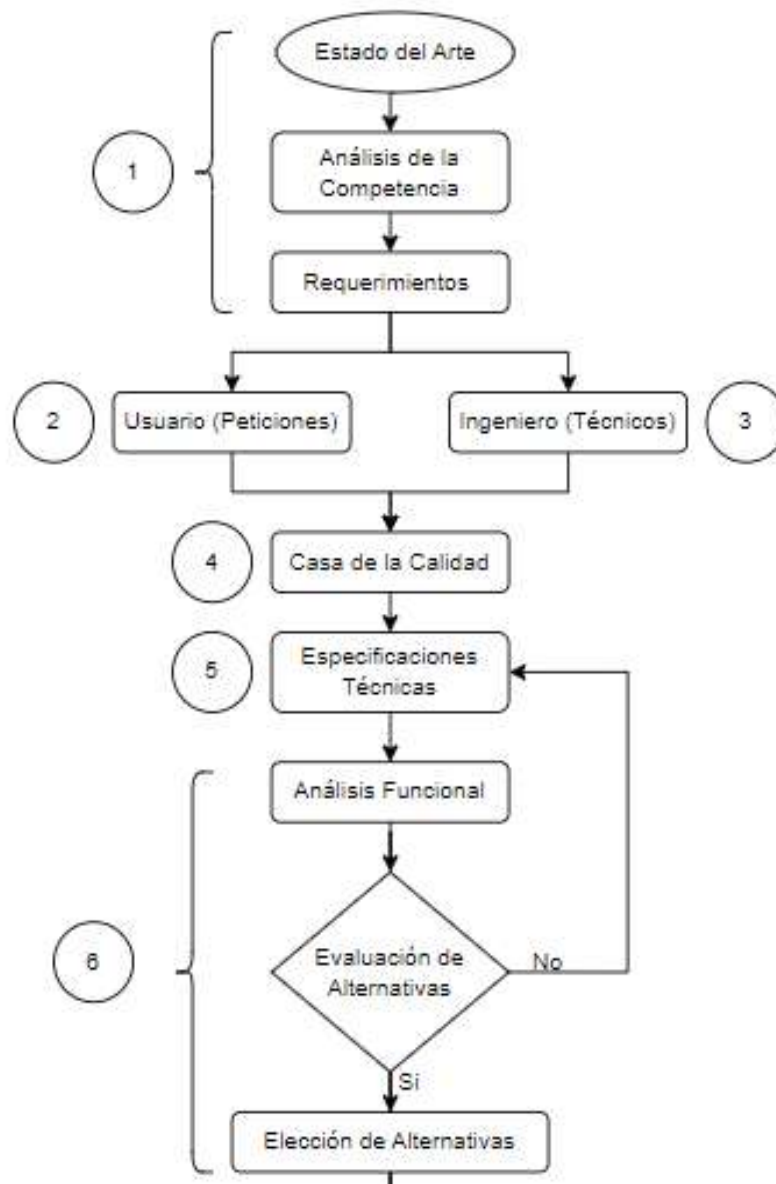 Estado del Arte
1
Análisis de la
Competencia
Requerimientos
2
Usuario (Peticiones)
Ingeniero (Técnicos)
3
4
Casa de la Calidad
5
Especificaciones
Técnicas
Análisis Funcional
6
Evaluación de
Alternativas
No
Si
Elección de Alternativas